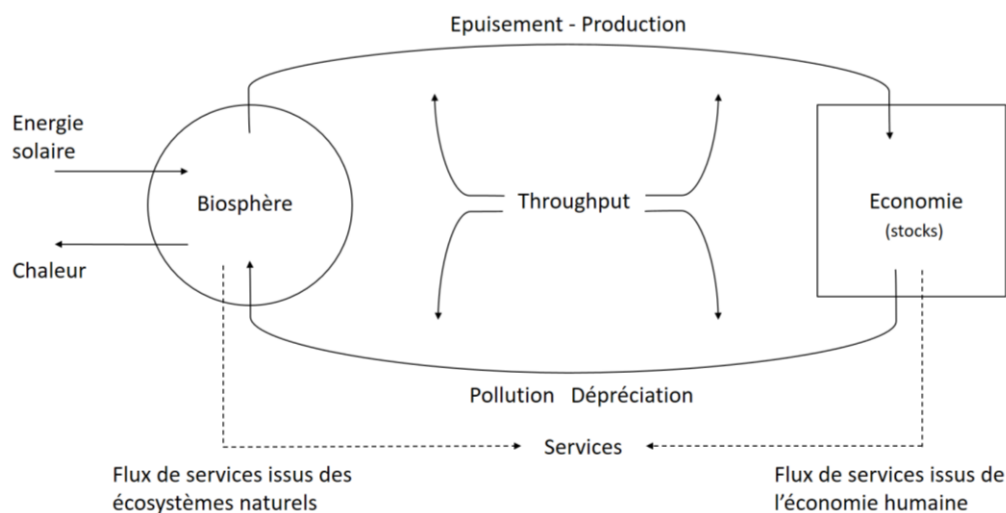 Epuisement - Production
Energie
solaire
Biosphère
Throughput
Economie
(stocks)
Chaleur
Pollution Dépréciation
Services
Flux de services issus des
écosystèmes naturels
Flux de services issus de
l’économie humaine